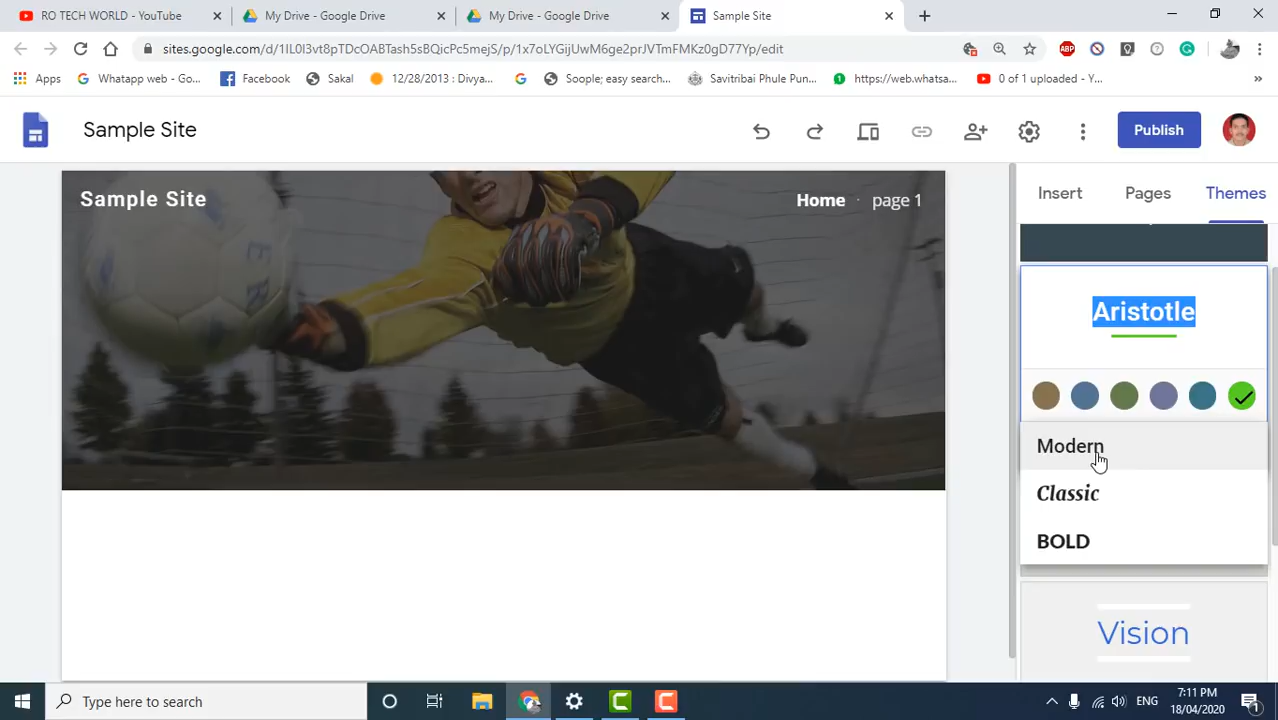 RO TECH WORLD - YouTube
My Drive - Google Drive
My Drive - Google Drive
Sample Site
sites.google.com/d/1IL0I3vt8pTDcOABTash5sBQicPc5mejS/p/1x7oLYGijUwM6ge2prJVTmFMKz0gD77Yp/edit
ABP
Apps
Whatapp web - Go...
Facebook
Sakal
12/28/2013 : Divya...
Soople; easy search...
Savitribai Phule Pun...
https://web.whatsa...
0 of 1 uploaded - Y...
»
Sample Site
Publish
Sample Site
Home · page 1
Insert
Pages
Themes
Aristotle
Modern
Classic
BOLD
Vision
Type here to search
ENG
7:11 PM
18/04/2020
1